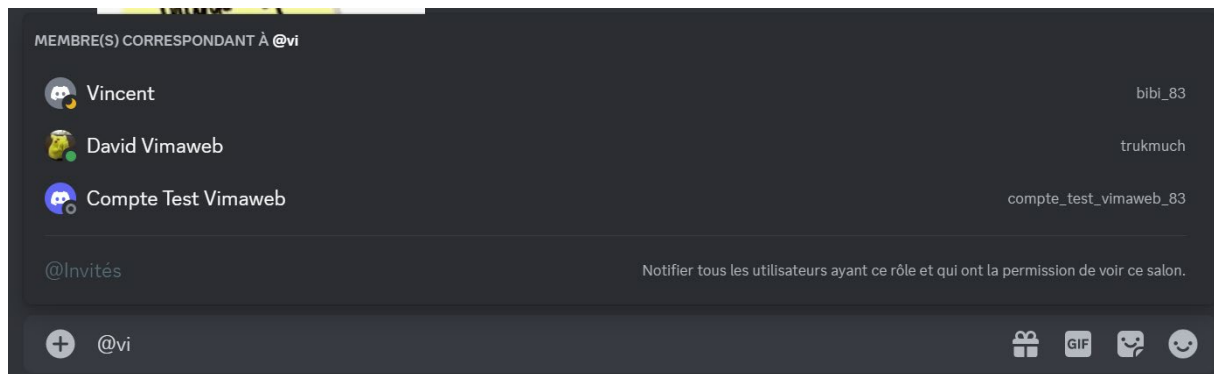 MEMBRE(S) CORRESPONDANT À @vi
Vincent bibi_83
David Vimaweb trukmuch
Compte Test Vimaweb compte_test_vimaweb_83
@Invités Notifier tous les utilisateurs ayant ce rôle et qui ont la permission de voir ce salon.
@vi GIF